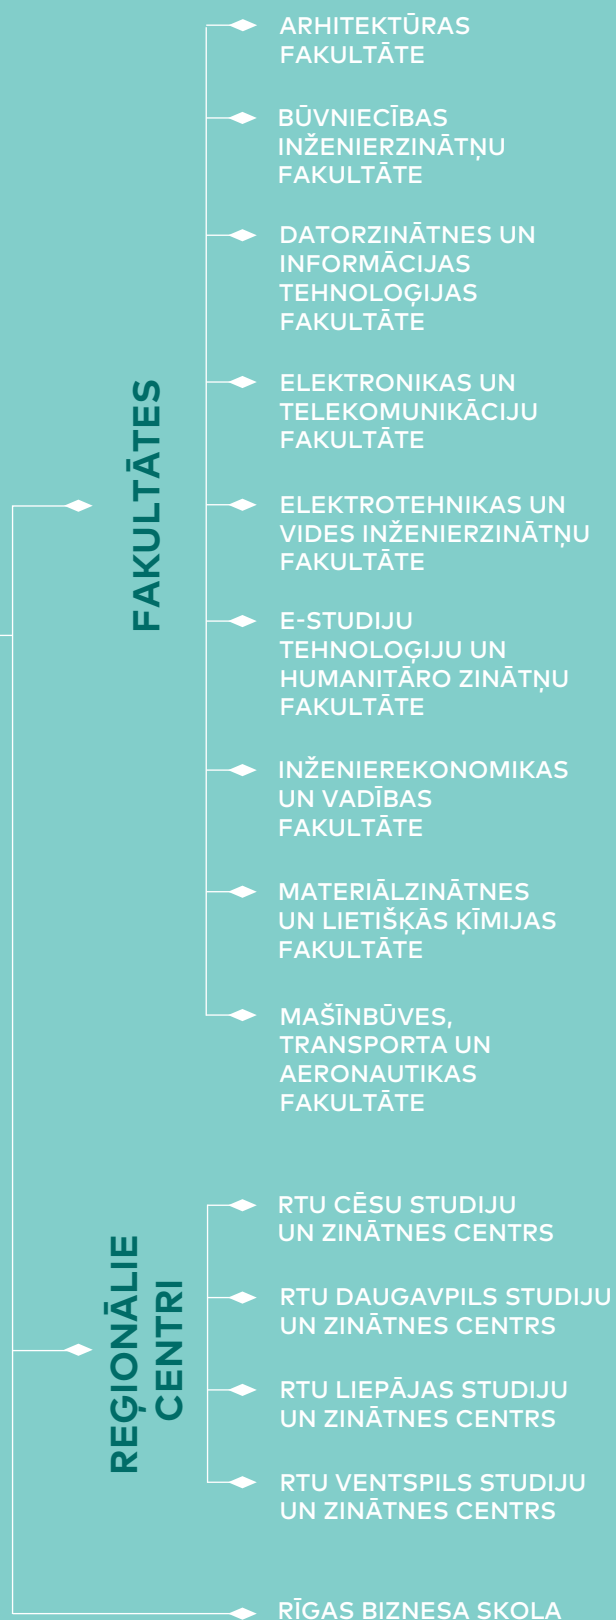 FAKULTĀTES
ARHITEKTŪRAS
FAKULTĀTE
BŪVNIECĪBAS
INŽENIERZINĀTŅU
FAKULTĀTE
DATORZINĀTNES UN
INFORMĀCIJAS
TEHNOLOĢIJAS
FAKULTĀTE
ELEKTRONIKAS UN
TELEKOMUNIKĀCIJU
FAKULTĀTE
ELEKTROTEHNIKAS UN
VIDES INŽENIERZINĀTŅU
FAKULTĀTE
E-STUDIJU
TEHNOLOĢIJU UN
HUMANITĀRO ZINĀTŅU
FAKULTĀTE
INŽENIEREKONOMIKAS
UN VADĪBAS
FAKULTĀTE
MATERIĀLZINĀTNES
UN LIETIŠĶĀS ĶĪMIJAS
FAKULTĀTE
MAŠĪNBŪVES,
TRANSPORTA UN
AERONAUTIKAS
FAKULTĀTE
REĢIONĀLIE
CENTRI
RTU CĒSU STUDIJU
UN ZINĀTNES CENTRS
RTU DAUGAVPILS STUDIJU
UN ZINĀTNES CENTRS
RTU LIEPĀJAS STUDIJU
UN ZINĀTNES CENTRS
RTU VENTSPILS STUDIJU
UN ZINĀTNES CENTRS
RĪGAS BIZNESA SKOLA